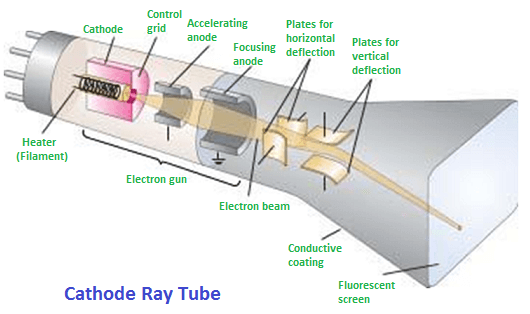 Cathode
Control
grid
Accelerating
anode
Focusing
anode
Plates for
horizontal
deflection
Plates for
vertical
deflection
Heater
(Filament)
Electron gun
Electron beam
Conductive
coating
Fluorescent
screen
Cathode Ray Tube